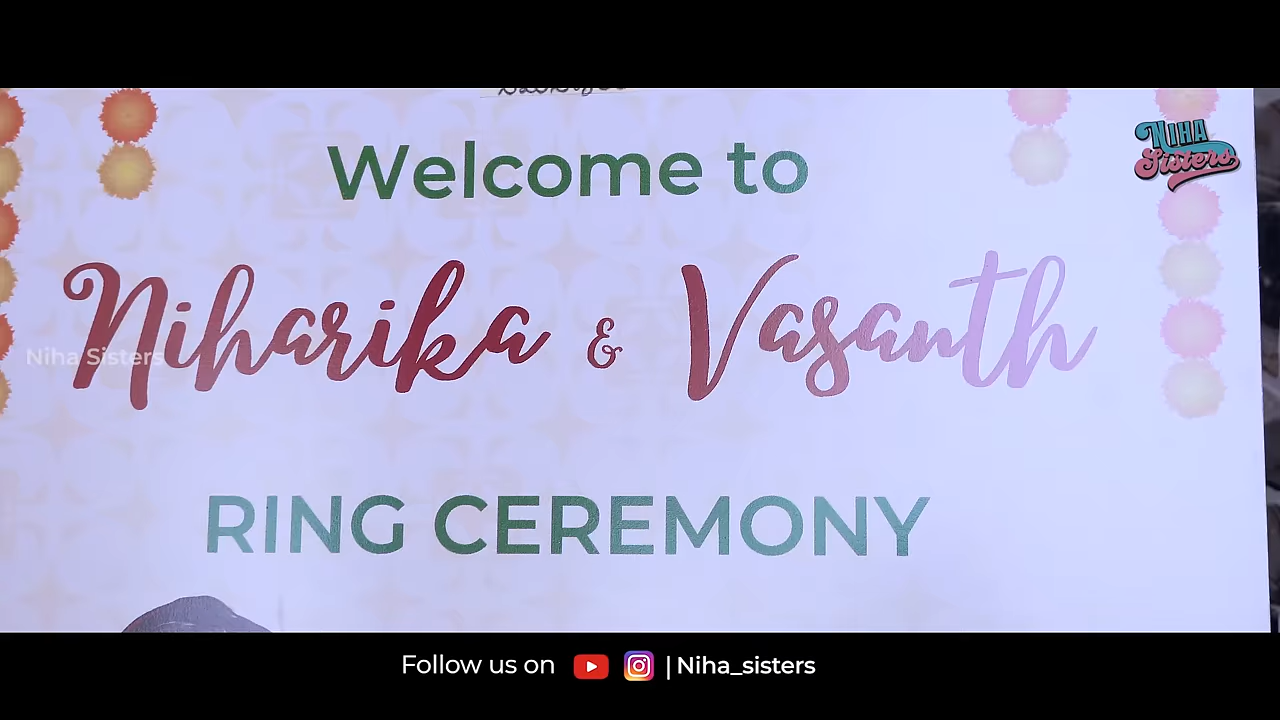 Welcome to
NIHA
Sisters
Niharika & Vasanth
Niha Sisters
RING CEREMONY
Follow us on | Niha_sisters